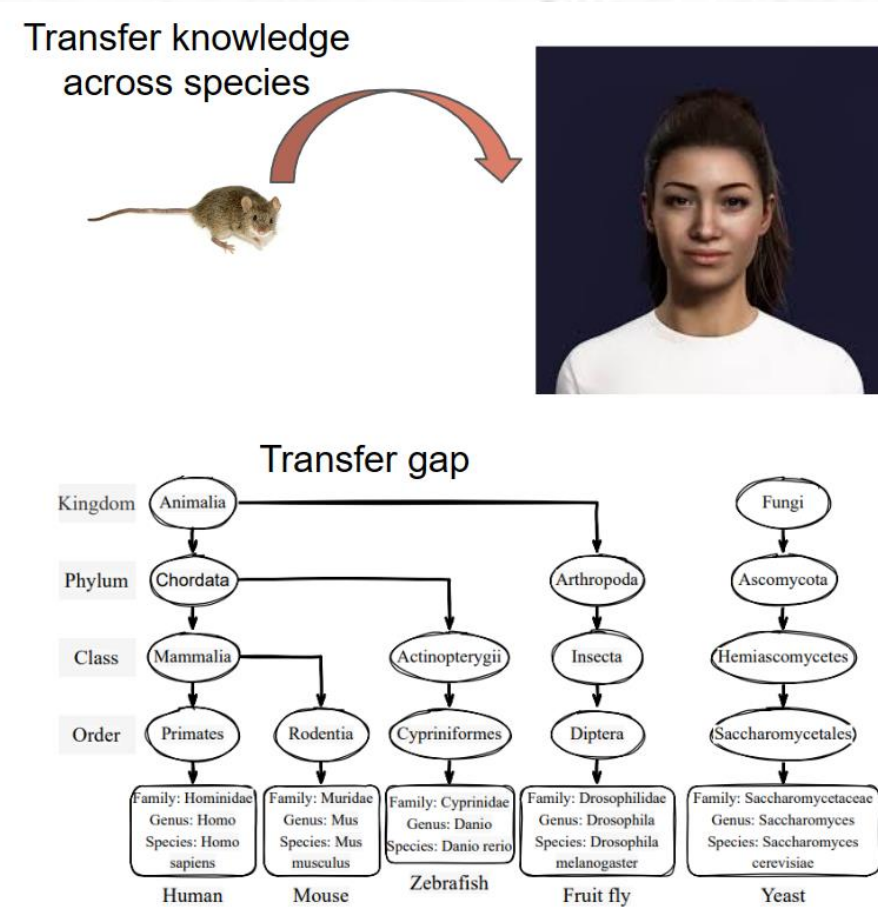 Transfer knowledge
across species
Transfer gap
Kingdom
Animalia
Fungi
Phylum
Chordata
Arthropoda
Ascomycota
Class
Mammalia
Actinopterygii
Insecta
Hemiascomycetes
Order
Primates
Rodentia
Cypriniformes
Diptera
Saccharomycetales
Family: Hominidae
Genus: Homo
Species: Homo
sapiens
Family: Muridae
Genus: Mus
Species: Mus
musculus
Family: Cyprinidae
Genus: Danio
Species: Danio rerio
Family: Drosophilidae
Genus: Drosophila
Species: Drosophila
melanogaster
Family: Saccharomycetaceae
Genus: Saccharomyces
Species: Saccharomyces
cerevisiae
Human
Mouse
Zebrafish
Fruit fly
Yeast